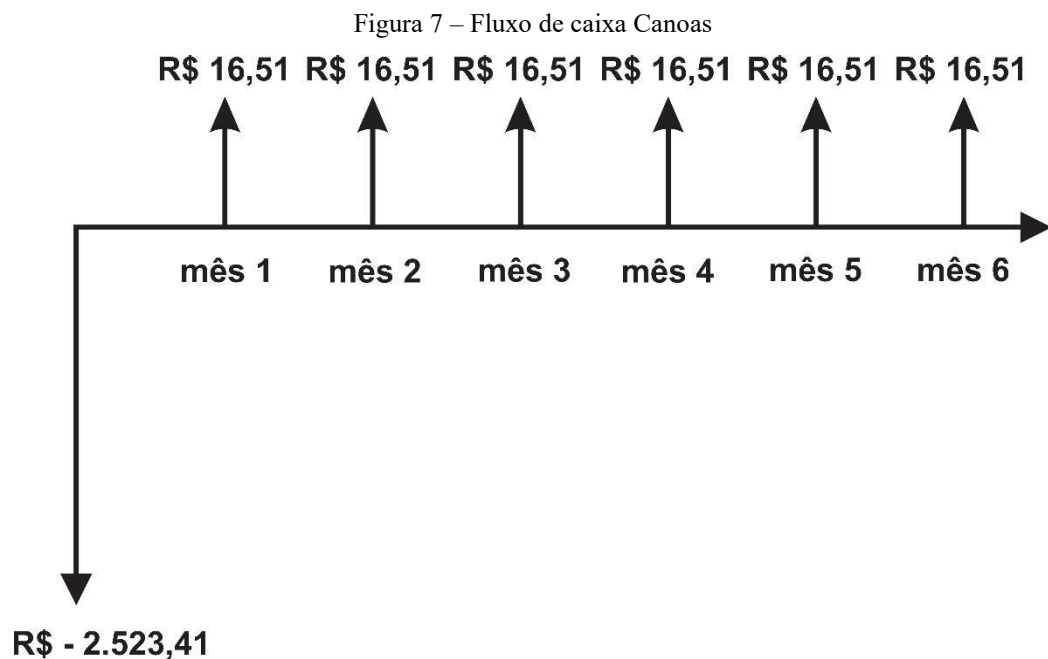 Figura 7 – Fluxo de caixa Canoas
R$ 16,51 R$ 16,51 R$ 16,51 R$ 16,51 R$ 16,51 R$ 16,51
mês 1 mês 2 mês 3 mês 4 mês 5 mês 6
R$ - 2.523,41